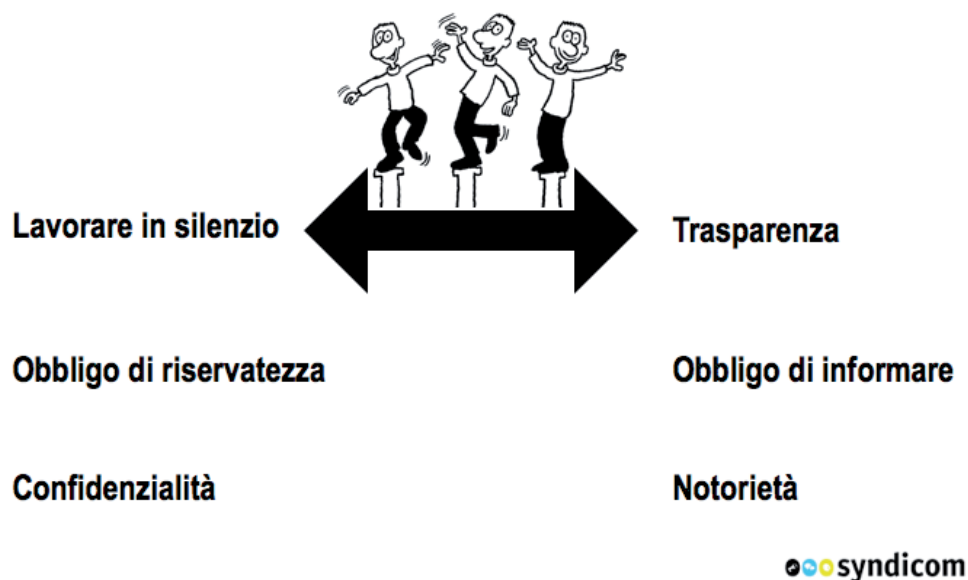 Lavorare in silenzio
Trasparenza
Obbligo di riservatezza
Obbligo di informare
Confidenzialità
Notorietà
syndicom